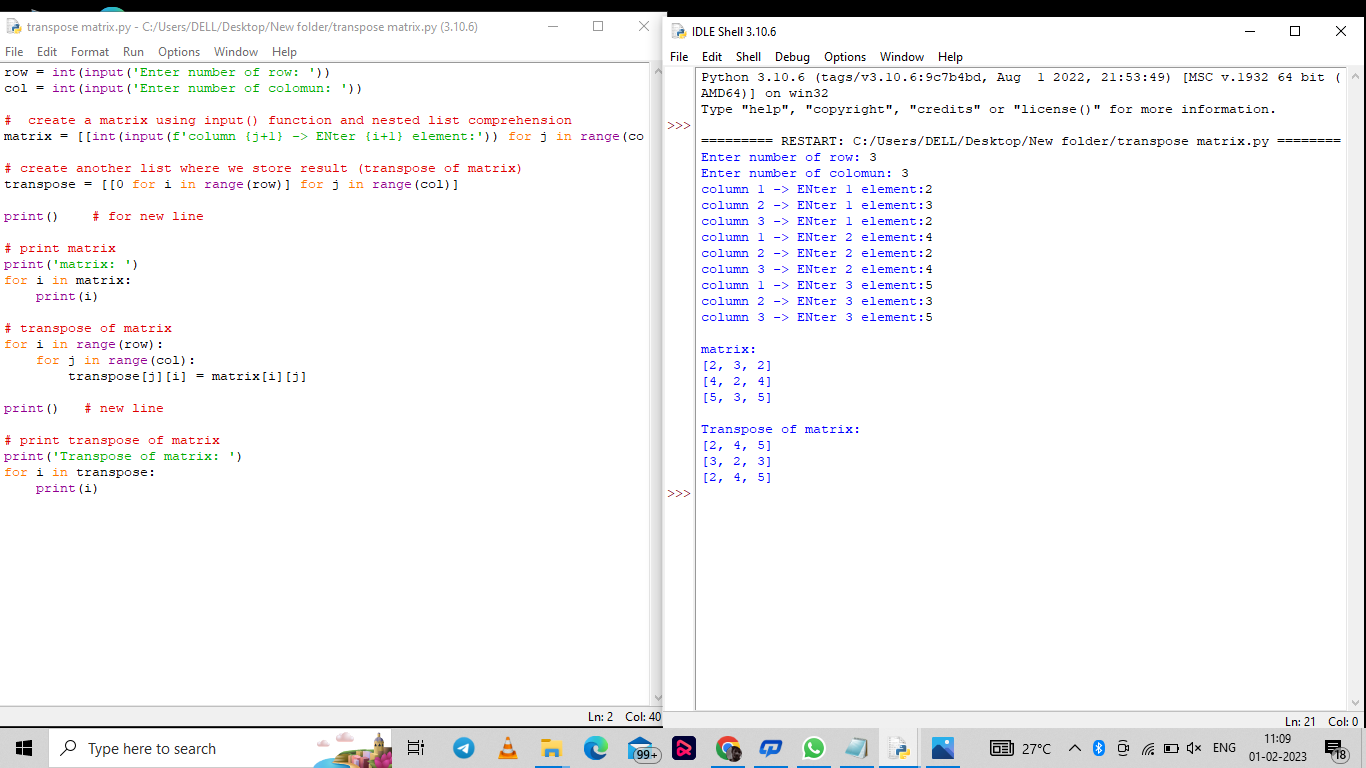 transpose matrix.py - C:/Users/DELL/Desktop/New folder/transpose matrix.py (3.10.6)
File Edit Format Run Options Window Help
row = int(input('Enter number of row: '))
col = int(input('Enter number of colomun: '))
#  create a matrix using input() function and nested list comprehension
matrix = [[int(input(f'column {j+1} -> ENter {i+1} element:')) for j in range(co
# create another list where we store result (transpose of matrix)
transpose = [[0 for i in range(row)] for j in range(col)]
print()    # for new line
# print matrix
print('matrix: ')
for i in matrix:
    print(i)
# transpose of matrix
for i in range(row):
    for j in range(col):
        transpose[j][i] = matrix[i][j]
print()   # new line
# print transpose of matrix
print('Transpose of matrix: ')
for i in transpose:
    print(i)
Ln: 2 Col: 40
IDLE Shell 3.10.6
File Edit Shell Debug Options Window Help
Python 3.10.6 (tags/v3.10.6:9c7b4bd, Aug  1 2022, 21:53:49) [MSC v.1932 64 bit (
AMD64)] on win32
Type "help", "copyright", "credits" or "license()" for more information.
>>>
========= RESTART: C:/Users/DELL/Desktop/New folder/transpose matrix.py ========
Enter number of row: 3
Enter number of colomun: 3
column 1 -> ENter 1 element:2
column 2 -> ENter 1 element:3
column 3 -> ENter 1 element:2
column 1 -> ENter 2 element:4
column 2 -> ENter 2 element:2
column 3 -> ENter 2 element:4
column 1 -> ENter 3 element:5
column 2 -> ENter 3 element:3
column 3 -> ENter 3 element:5
matrix:
[2, 3, 2]
[4, 2, 4]
[5, 3, 5]
Transpose of matrix:
[2, 4, 5]
[3, 2, 3]
[2, 4, 5]
>>>
Ln: 21 Col: 0
Type here to search
99+
27°C
ENG
11:09
01-02-2023
18